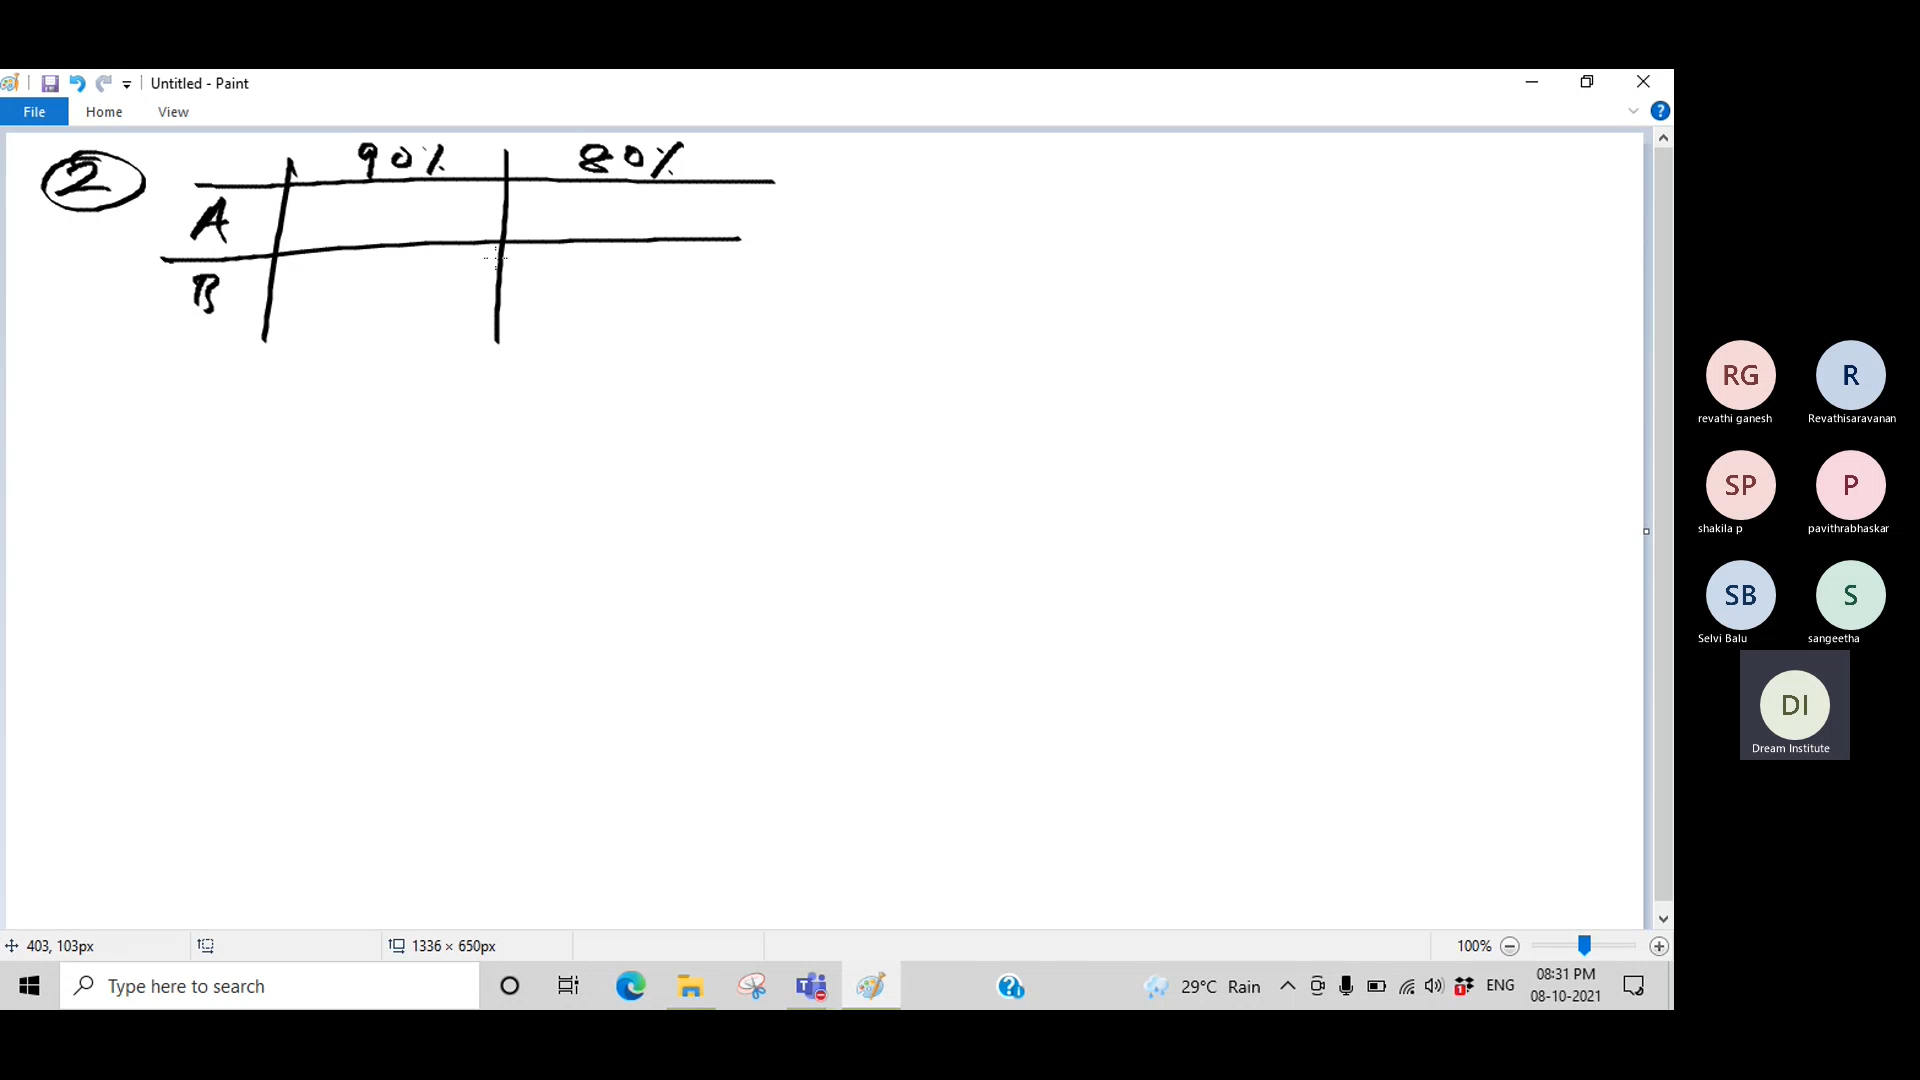 Untitled - Paint
File Home View
2 90% 80%
A
B
RG R
revathi ganesh Revathisaravanan
SP P
shakila p pavithrabhaskar
SB S
Selvi Balu sangeetha
DI
Dream Institute
403, 103px 1336 × 650px 100%
Type here to search 29°C Rain ENG 08:31 PM
08-10-2021